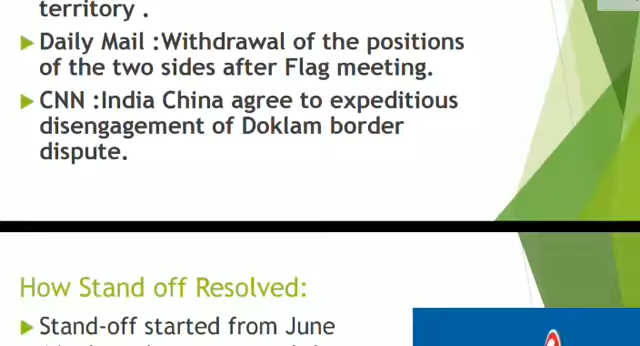 territory .
Daily Mail :Withdrawal of the positions
of the two sides after Flag meeting.
CNN :India China agree to expeditious
disengagement of Doklam border
dispute.
How Stand off Resolved:
Stand-off started from June